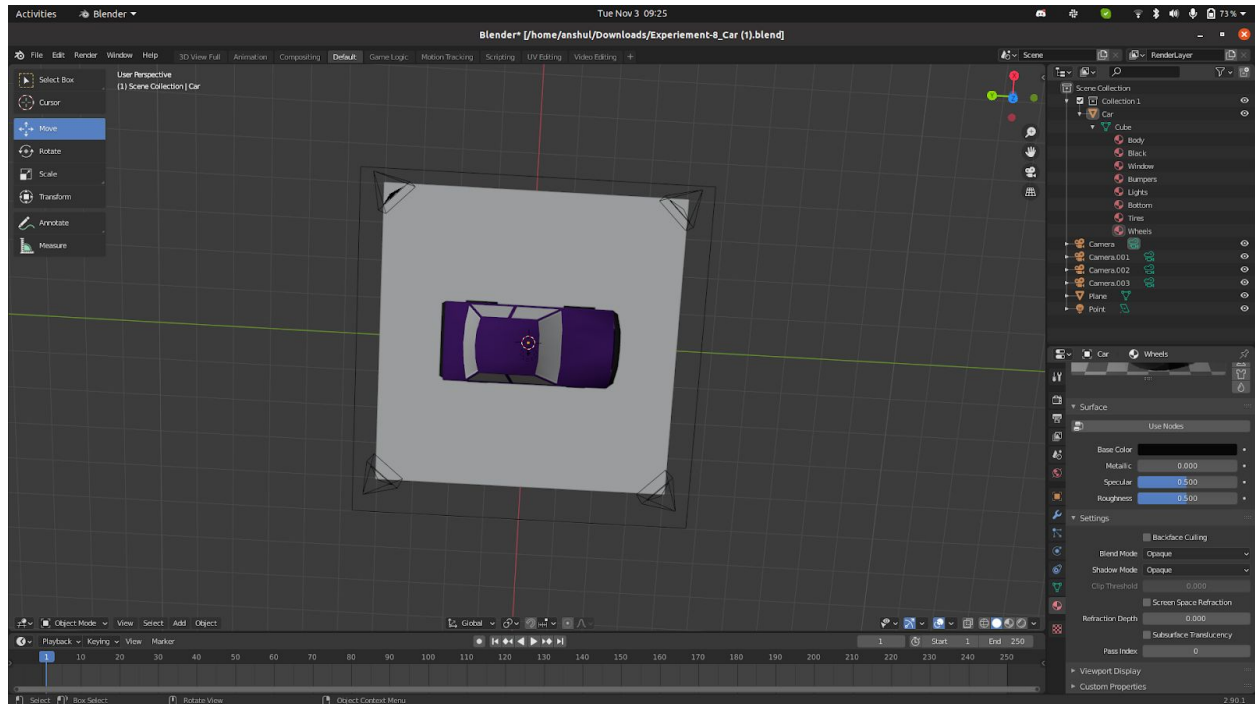 Activities Blender Tue Nov 3 09:25 73 %
Blender* [/home/anshul/Downloads/Experiement-8_Car (1).blend]
File Edit Render Window Help 3D View Full Animation Compositing Default Game Logic Motion Tracking Scripting UV Editing Video Editing + Scene RenderLayer
Select Box
Cursor
Move
Rotate
Scale
Transform
Annotate
Measure
User Perspective
(1) Scene Collection | Car
Y
Z
Scene Collection
Collection 1
Car
Cube
Body
Black
Window
Bumpers
Lights
Bottom
Tires
Wheels
Camera
Camera.001
Camera.002
Camera.003
Plane
Point
Car Wheels
Surface
Use Nodes
Base Color
Metallic 0.000
Specular 0.500
Roughness 0.500
Settings
Backface Culling
Blend Mode Opaque
Shadow Mode Opaque
Clip Threshold 0.000
Screen Space Refraction
Refraction Depth 0.000
Subsurface Translucency
Pass Index 0
Viewport Display
Custom Properties
Object Mode View Select Add Object Global
Playback Keying View Marker 1 Start 1 End 250
1 10 20 30 40 50 60 70 80 90 100 110 120 130 140 150 160 170 180 190 200 210 220 230 240 250
Select Box Select Rotate View Object Context Menu 2.90.1